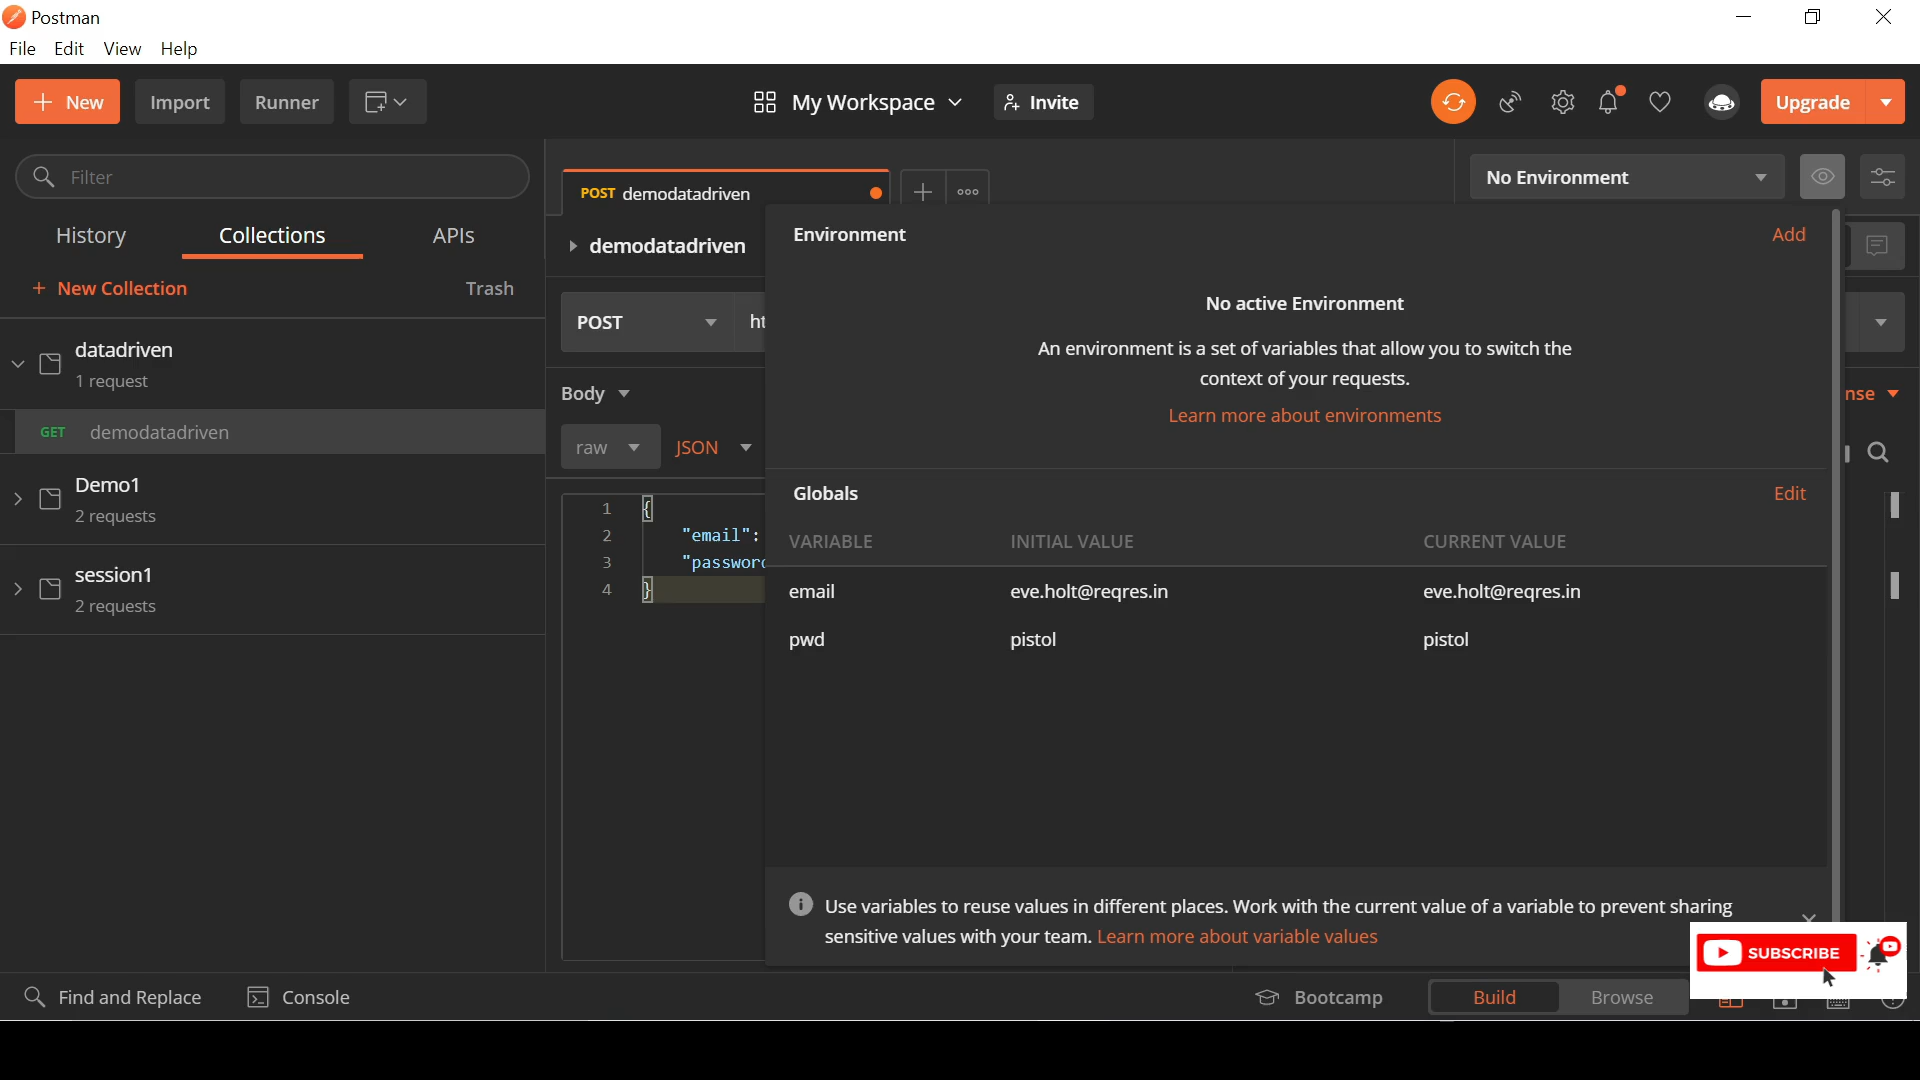 Postman
File Edit View Help
New Import Runner My Workspace Invite Upgrade
Filter
History Collections APIs
+ New Collection Trash
datadriven
1 request
GET demodatadriven
Demo1
2 requests
session1
2 requests
POST demodatadriven
No Environment
demodatadriven
POST ht
Body
raw JSON
1 {
2 "email":
3 "password
4 }
Environment Add
No active Environment
An environment is a set of variables that allow you to switch the
context of your requests.
Learn more about environments
nse
Globals Edit
VARIABLE INITIAL VALUE CURRENT VALUE
email eve.holt@reqres.in eve.holt@reqres.in
pwd pistol pistol
Use variables to reuse values in different places. Work with the current value of a variable to prevent sharing
sensitive values with your team. Learn more about variable values
SUBSCRIBE
Find and Replace Console Bootcamp Build Browse